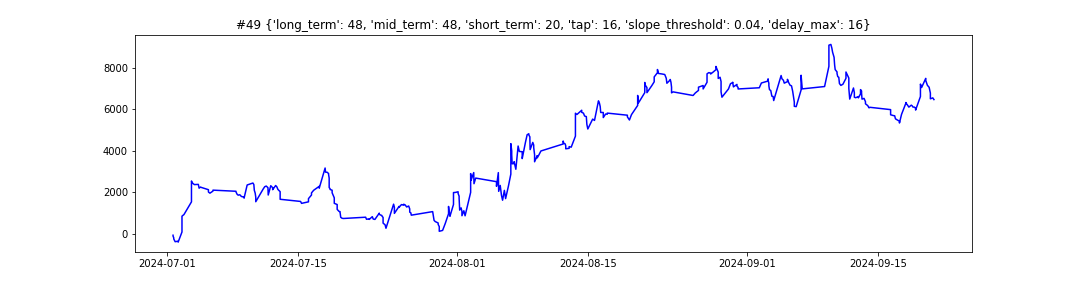 #49 {'long_term': 48, 'mid_term': 48, 'short_term': 20, 'tap': 16, 'slope_threshold': 0.04, 'delay_max': 16}
8000
6000
4000
2000
0
2024-07-01 2024-07-15 2024-08-01 2024-08-15 2024-09-01 2024-09-15